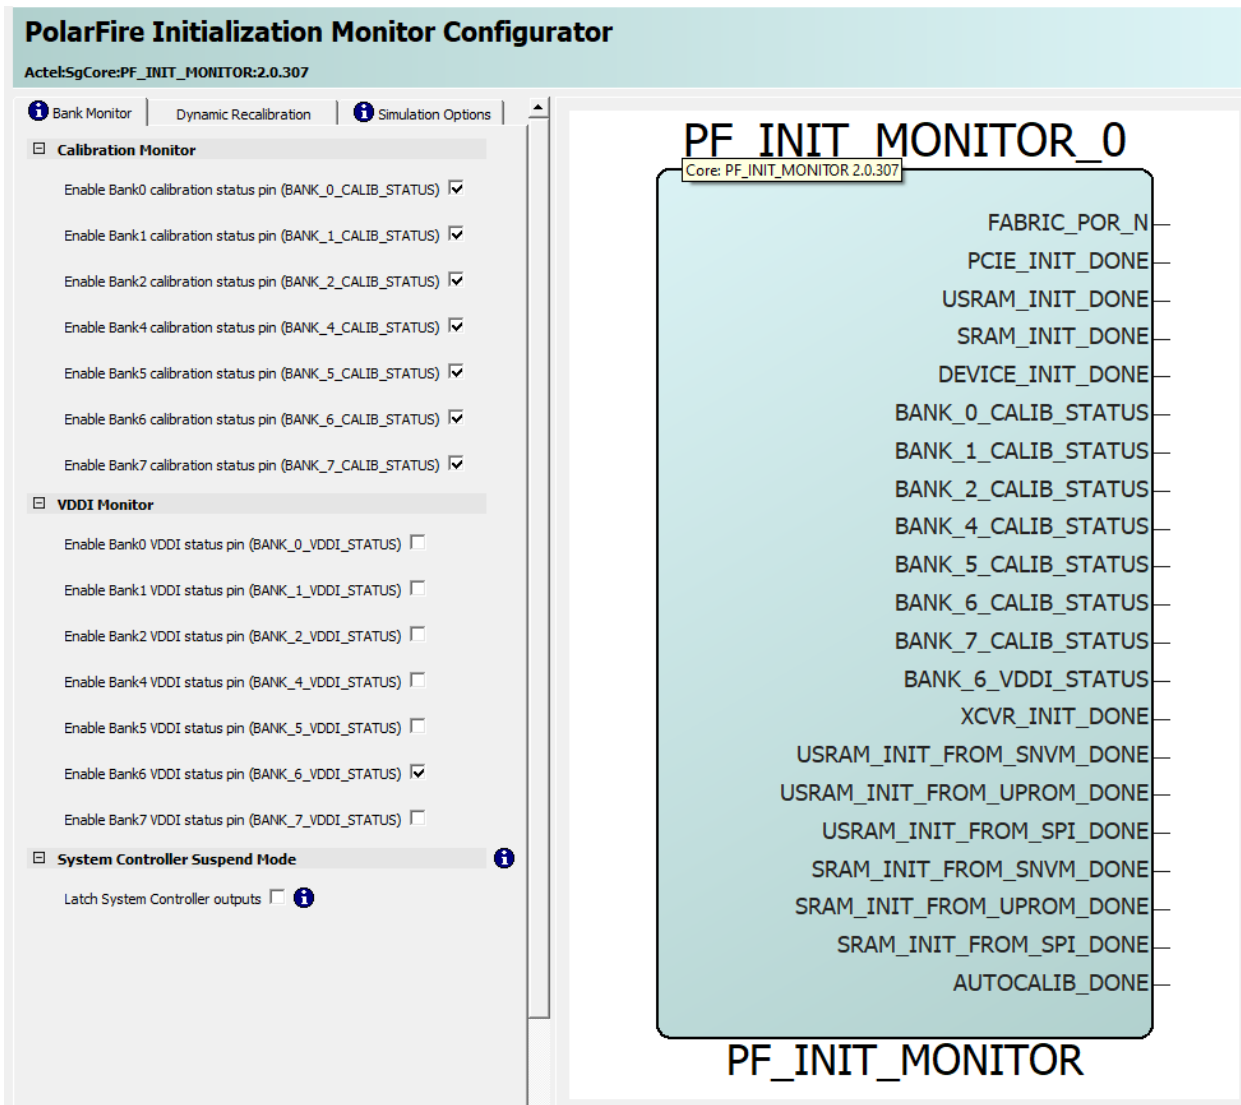 PolarFire Initialization Monitor Configurator
Actel:SgCore:PF_INIT_MONITOR:2.0.307
Bank Monitor Dynamic Recalibration Simulation Options
Calibration Monitor
Enable Bank0 calibration status pin (BANK_0_CALIB_STATUS)
Enable Bank1 calibration status pin (BANK_1_CALIB_STATUS)
Enable Bank2 calibration status pin (BANK_2_CALIB_STATUS)
Enable Bank4 calibration status pin (BANK_4_CALIB_STATUS)
Enable Bank5 calibration status pin (BANK_5_CALIB_STATUS)
Enable Bank6 calibration status pin (BANK_6_CALIB_STATUS)
Enable Bank7 calibration status pin (BANK_7_CALIB_STATUS)
VDDI Monitor
Enable Bank0 VDDI status pin (BANK_0_VDDI_STATUS)
Enable Bank1 VDDI status pin (BANK_1_VDDI_STATUS)
Enable Bank2 VDDI status pin (BANK_2_VDDI_STATUS)
Enable Bank4 VDDI status pin (BANK_4_VDDI_STATUS)
Enable Bank5 VDDI status pin (BANK_5_VDDI_STATUS)
Enable Bank6 VDDI status pin (BANK_6_VDDI_STATUS)
Enable Bank7 VDDI status pin (BANK_7_VDDI_STATUS)
System Controller Suspend Mode
Latch System Controller outputs
PF_INIT_MONITOR_0
Core: PF_INIT_MONITOR 2.0.307
FABRIC_POR_N
PCIE_INIT_DONE
USRAM_INIT_DONE
SRAM_INIT_DONE
DEVICE_INIT_DONE
BANK_0_CALIB_STATUS
BANK_1_CALIB_STATUS
BANK_2_CALIB_STATUS
BANK_4_CALIB_STATUS
BANK_5_CALIB_STATUS
BANK_6_CALIB_STATUS
BANK_7_CALIB_STATUS
BANK_6_VDDI_STATUS
XCVR_INIT_DONE
USRAM_INIT_FROM_SNVM_DONE
USRAM_INIT_FROM_UPROM_DONE
USRAM_INIT_FROM_SPI_DONE
SRAM_INIT_FROM_SNVM_DONE
SRAM_INIT_FROM_UPROM_DONE
SRAM_INIT_FROM_SPI_DONE
AUTOCALIB_DONE
PF_INIT_MONITOR